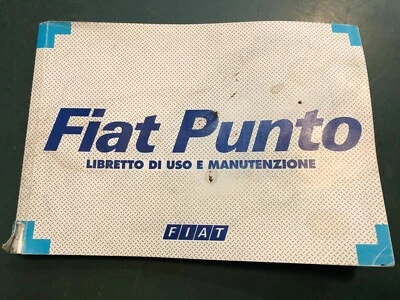 Fiat Punto
LIBRETTO DI USO E MANUTENZIONE
FIAT